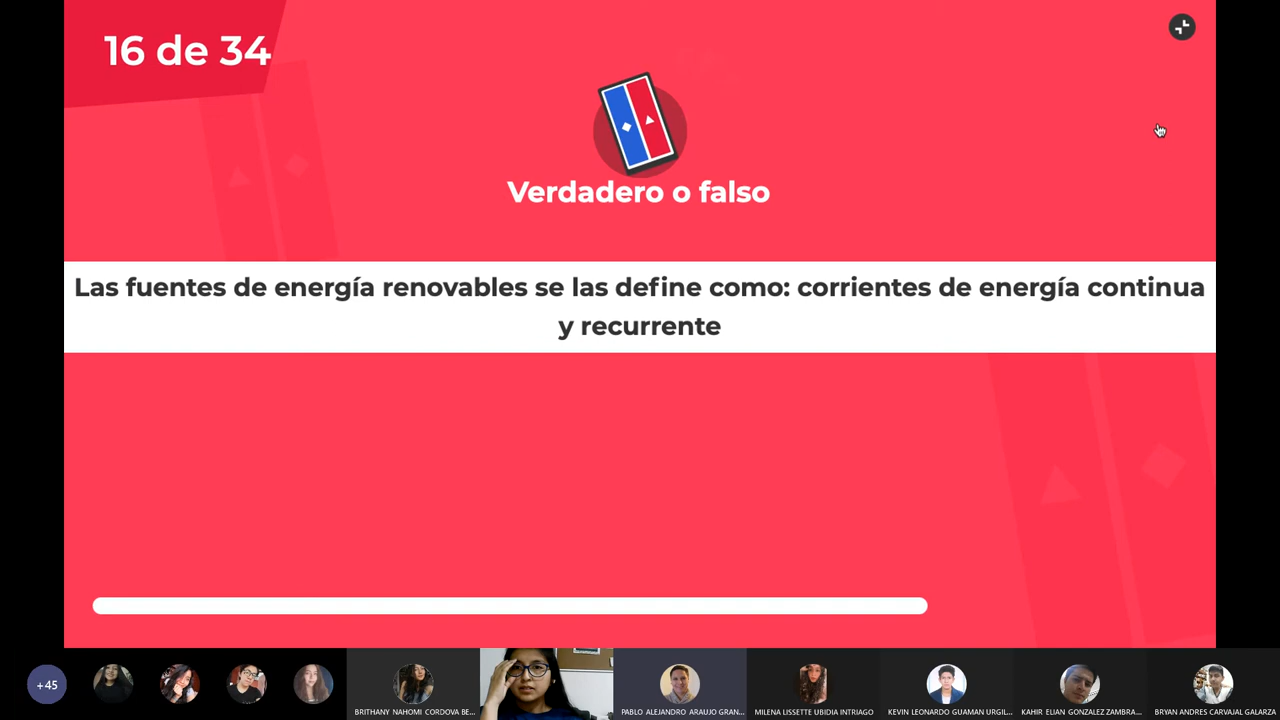 16 de 34
Verdadero o falso
Las fuentes de energía renovables se las define como: corrientes de energía continua
y recurrente
+45
BRITHANY NAHOMI CORDOVA BE...
PABLO ALEJANDRO ARAUJO GRAN...
MILENA LISSETTE UBIDIA INTRIAGO
KEVIN LEONARDO GUAMAN URGIL...
KAHIR ELIAN GONZALEZ ZAMBRA...
BRYAN ANDRES CARVAJAL GALARZA